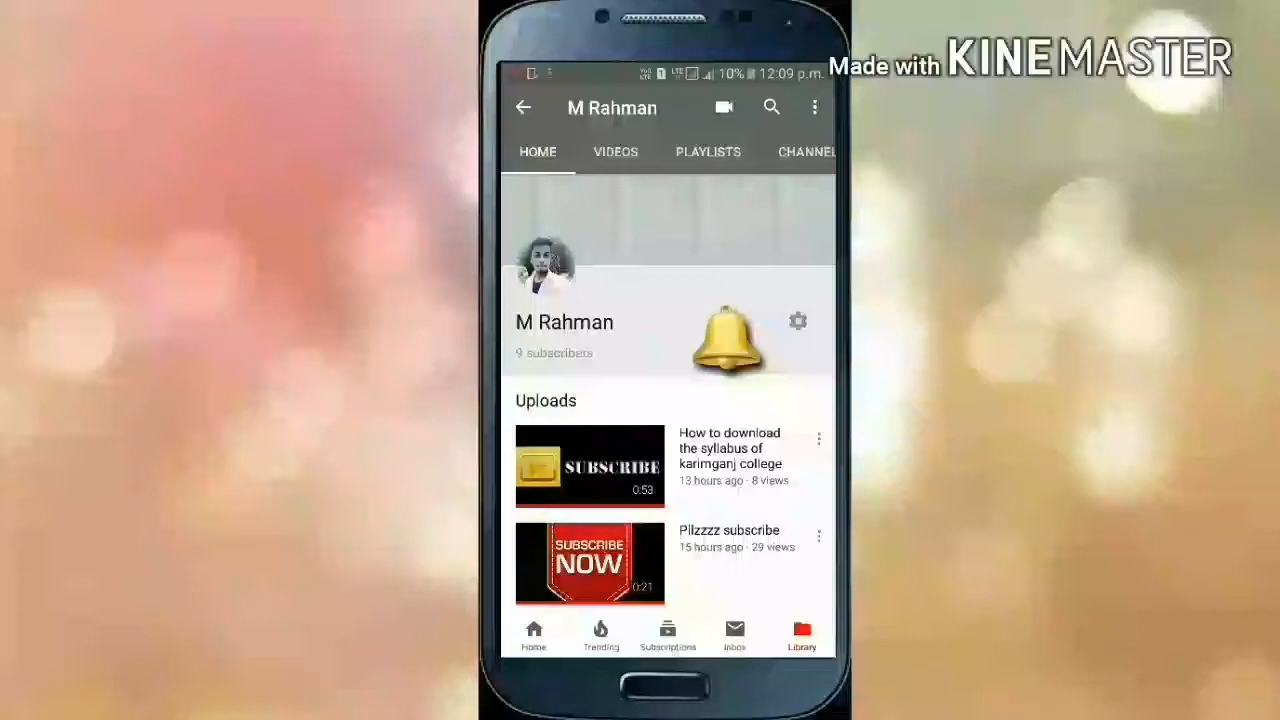 Made with KINEMASTER
10% 12:09 p.m.
M Rahman
HOME VIDEOS PLAYLISTS CHANNEL
M Rahman
9 subscribers
Uploads
SUBSCRIBE
0:53
How to download
the syllabus of
karimganj college
13 hours ago · 8 views
SUBSCRIBE
NOW
0:21
Pllzzzz subscribe
15 hours ago · 29 views
Home Trending Subscriptions Inbox Library